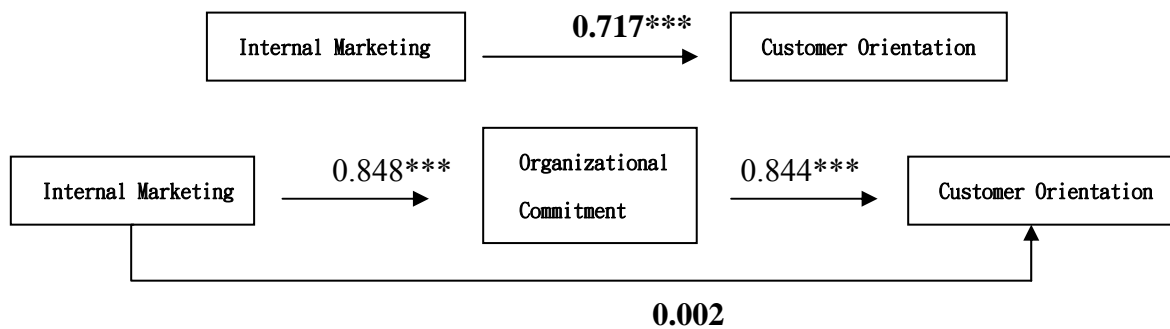 0.717***
Internal Marketing
Customer Orientation
Organizational
Commitment
0.848***
0.844***
Internal Marketing
Customer Orientation
0.002